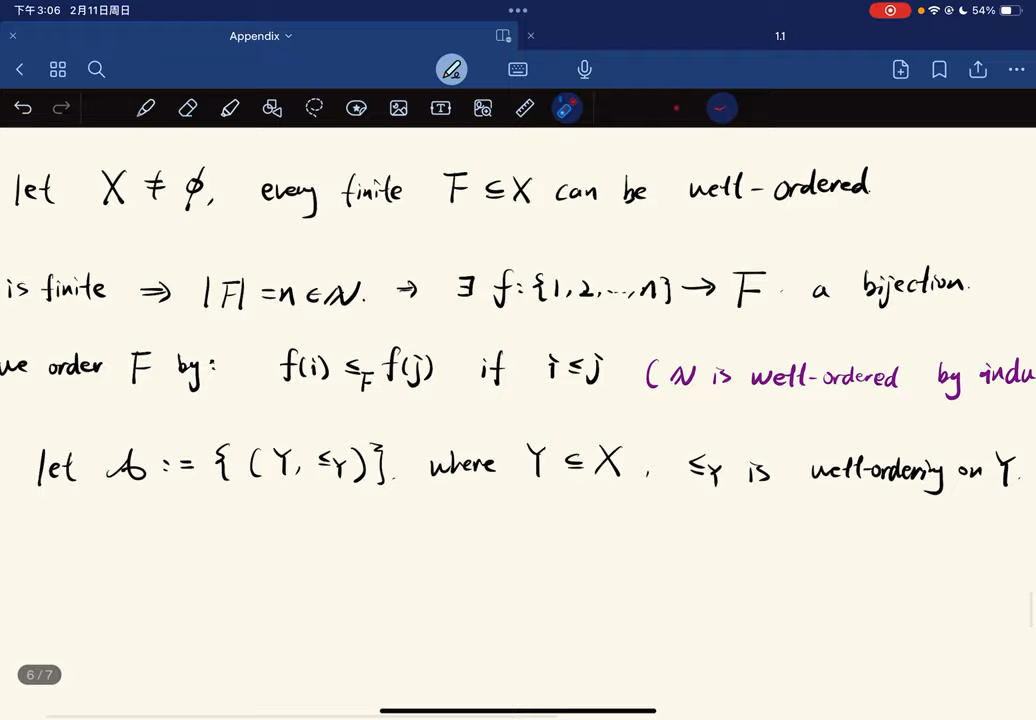 下午3:06 2月11日周日
54%
Appendix
1.1
let X ≠ ϕ, every finite F ⊆ X can be well-ordered
is finite ⇒ |F| = n ∈ N. → ∃ f: {1, 2, ..., n} → F. a bijection.
we order F by: f(i) ≤_F f(j) if i ≤ j (N is well-ordered by indu
let A := { (Y, ≤_Y) }. where Y ⊆ X, ≤_Y is well-ordering on Y.
6 / 7